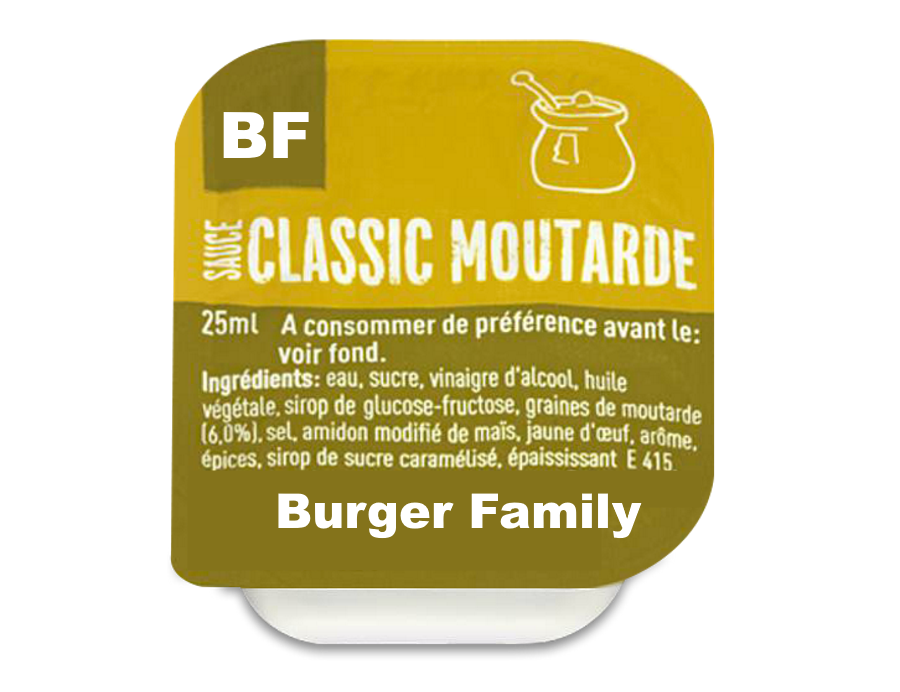 BF
SAUCE CLASSIC MOUTARDE
25ml A consommer de préférence avant le:
voir fond.
Ingrédients: eau, sucre, vinaigre d'alcool, huile
végétale, sirop de glucose-fructose, graines de moutarde
(6,0%), sel, amidon modifié de maïs, jaune d'œuf, arôme,
épices, sirop de sucre caramélisé, épaississant E 415
Burger Family